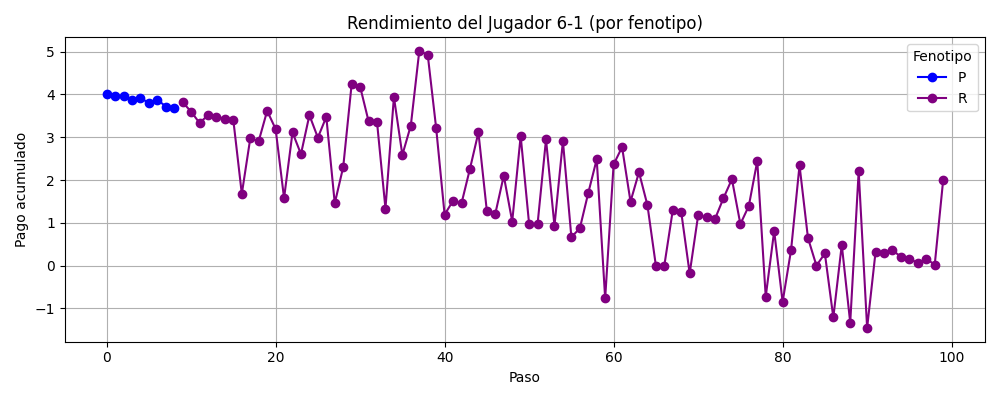 Rendimiento del Jugador 6-1 (por fenotipo)
Pago acumulado
5
4
3
2
1
0
−1
0 20 40 60 80 100
Paso
Fenotipo
P
R